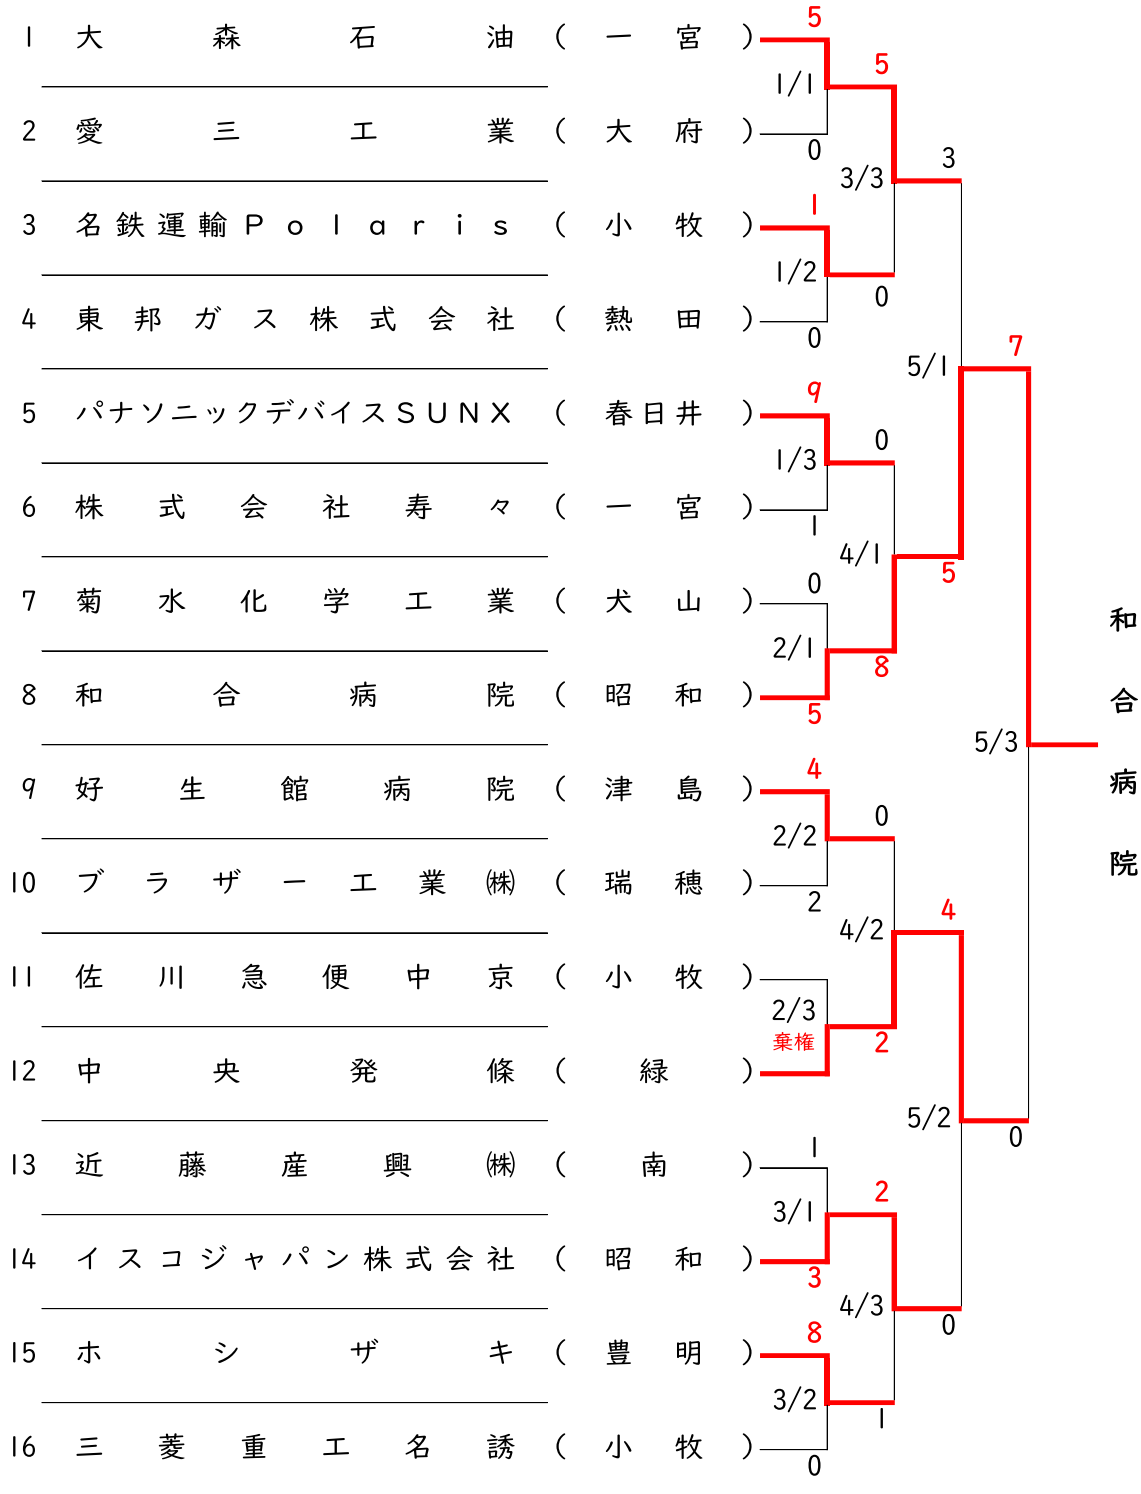 1 大森石油 (一宮) 5
5
1/1
2 愛三工業 (大府) 0
3/3 3
3 名鉄運輸Polaris (小牧) 1
1/2 0
4 東邦ガス株式会社 (熱田) 0
5/1 7
5 パナソニックデバイスSUNX (春日井) 9
0
1/3
6 株式会社寿々 (一宮) 1
4/1 5
7 菊水化学工業 (犬山) 0
2/1 8
8 和合病院 (昭和) 5
5/3 和合病院
9 好生館病院 (津島) 4
0
2/2
10 ブラザー工業㈱ (瑞穂) 2
4/2 4
11 佐川急便中京 (小牧)
2/3
棄権 2
12 中央発條 (緑)
5/2 0
13 近藤産興㈱ (南) 1
2
3/1
14 イスコジャパン株式会社 (昭和) 3
4/3 0
15 ホシザキ (豊明) 8
3/2 1
16 三菱重工名誘 (小牧) 0